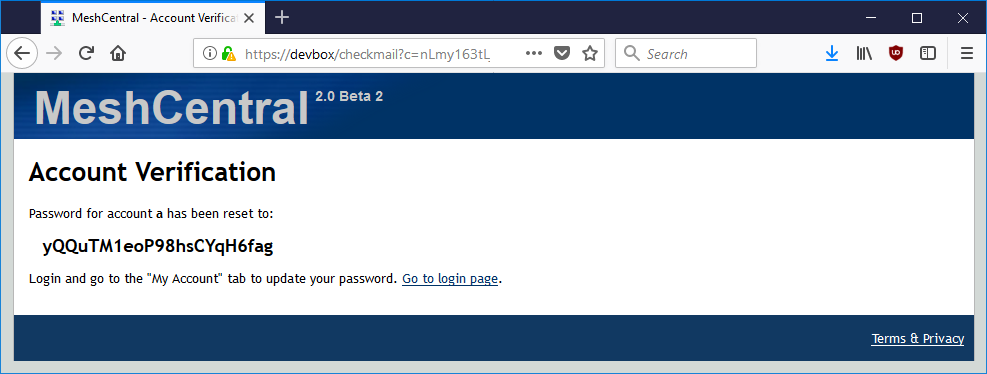 MeshCentral - Account Verifica
https://devbox/checkmail?c=nLmy163tL
Search
MeshCentral 2.0 Beta 2
Account Verification
Password for account a has been reset to:
yQQuTM1eoP98hsCYqH6fag
Login and go to the "My Account" tab to update your password. Go to login page.
Terms & Privacy